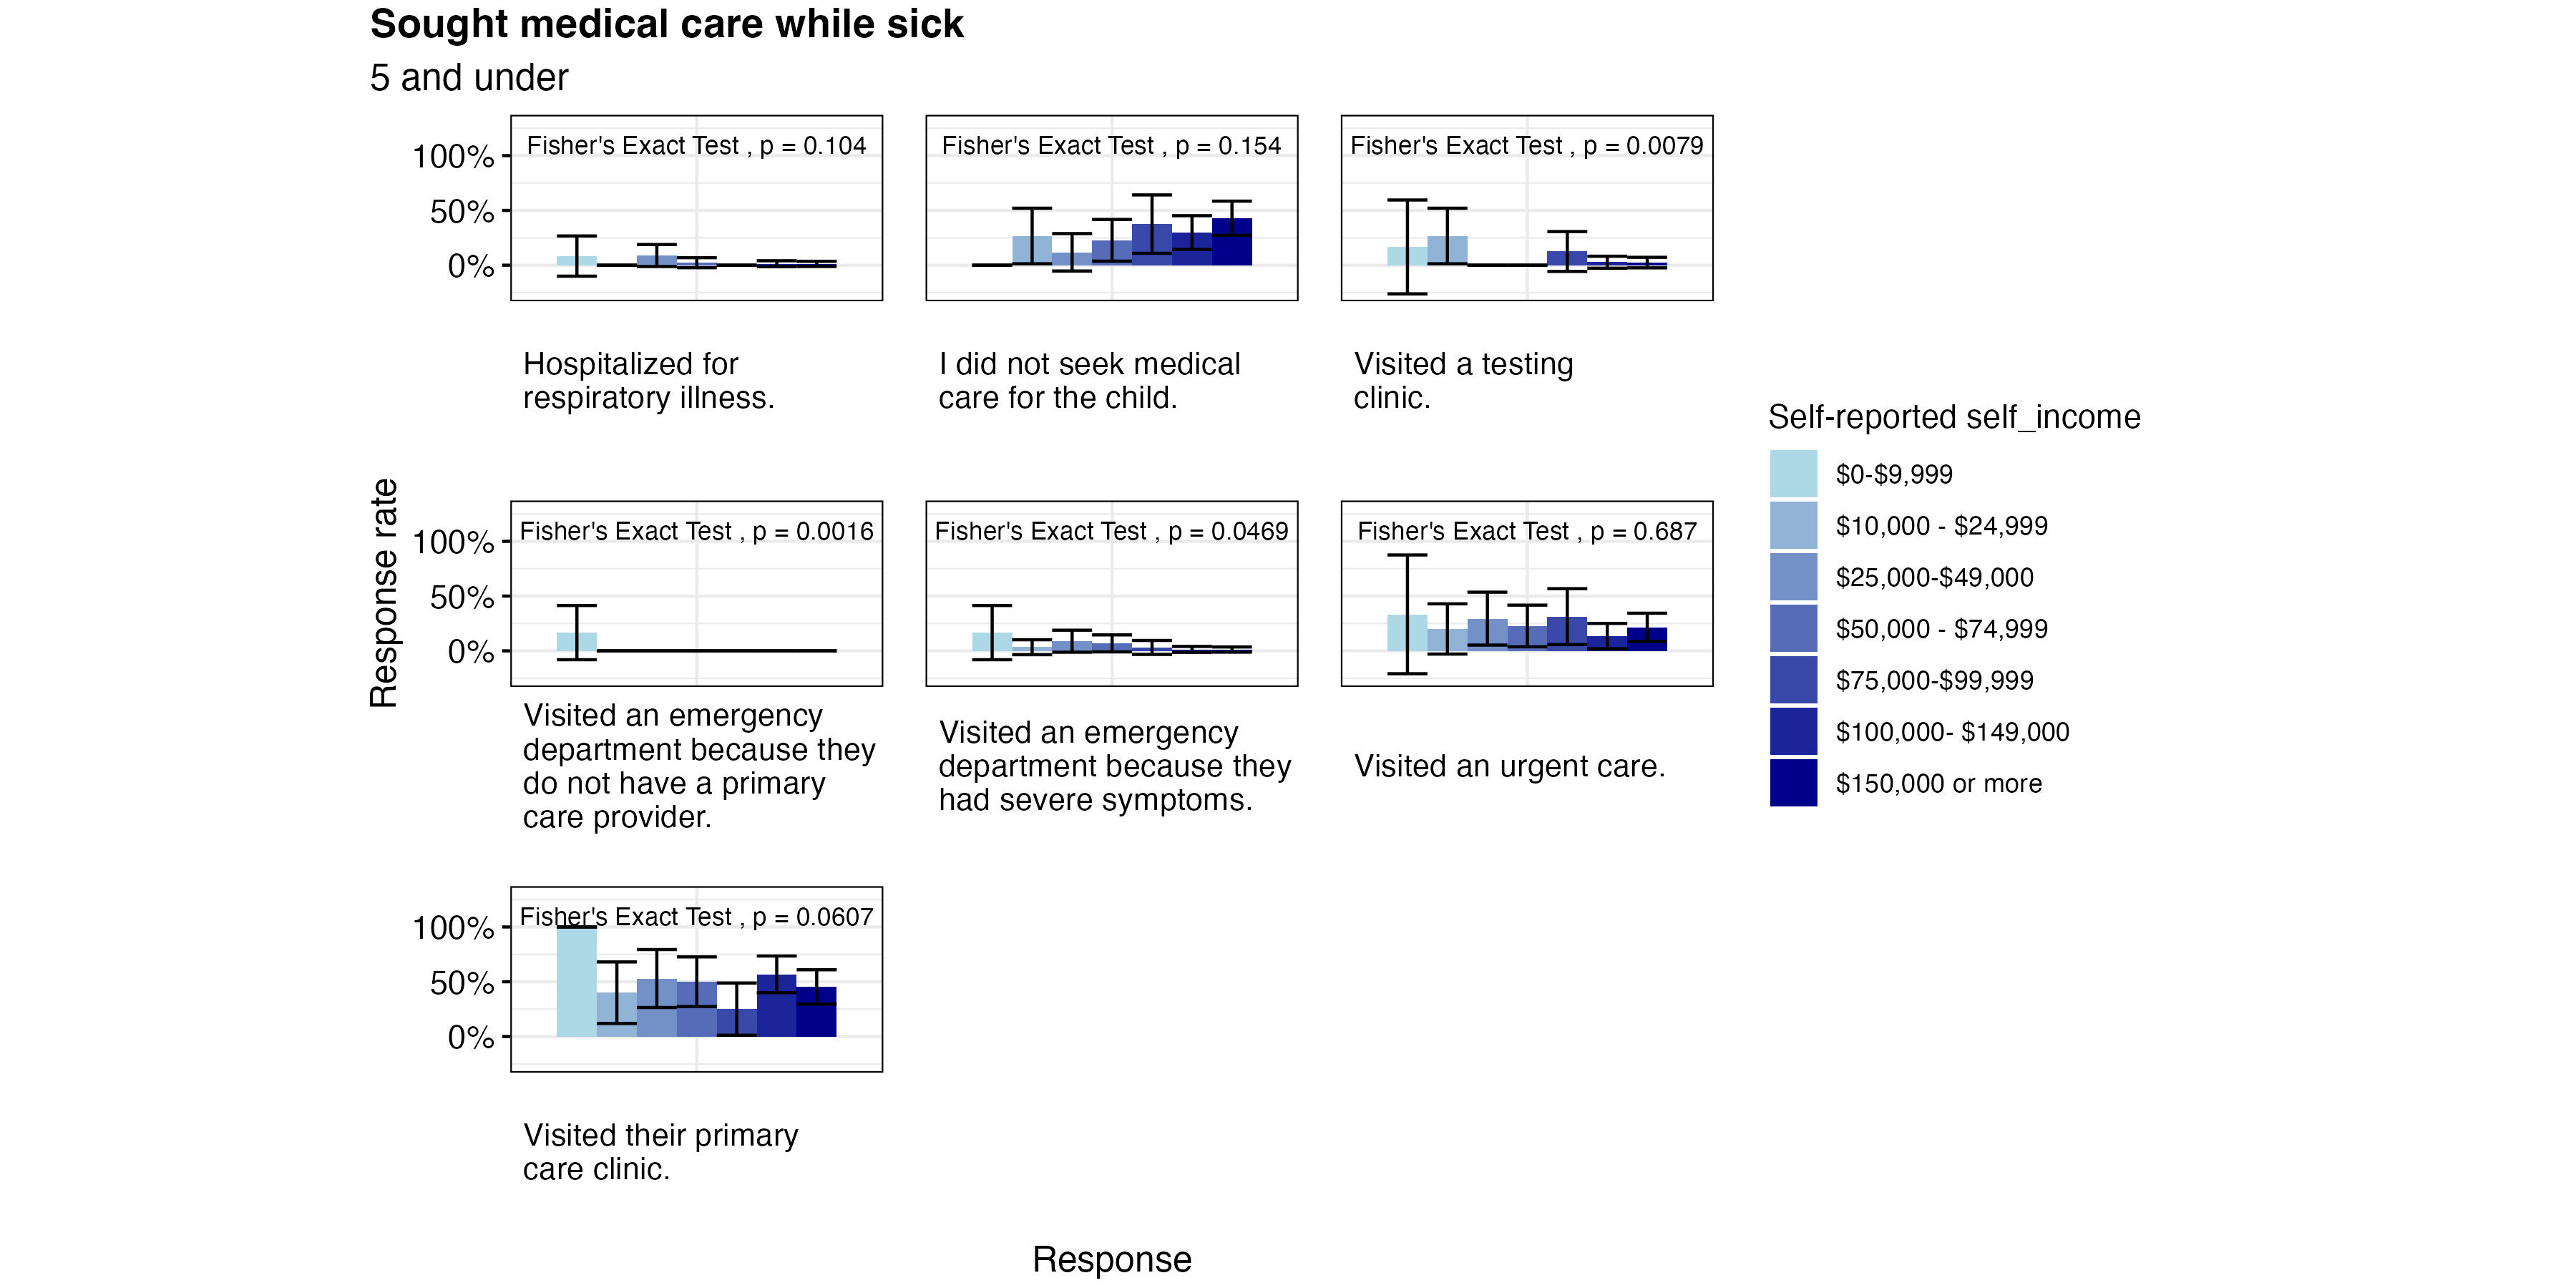 Sought medical care while sick
5 and under
Fisher's Exact Test , p = 0.104
Fisher's Exact Test , p = 0.154
Fisher's Exact Test , p = 0.0079
100%
50%
0%
Hospitalized for
respiratory illness.
I did not seek medical
care for the child.
Visited a testing
clinic.
Response rate
Fisher's Exact Test , p = 0.0016
Fisher's Exact Test , p = 0.0469
Fisher's Exact Test , p = 0.687
100%
50%
0%
Visited an emergency
department because they
do not have a primary
care provider.
Visited an emergency
department because they
had severe symptoms.
Visited an urgent care.
Fisher's Exact Test , p = 0.0607
100%
50%
0%
Visited their primary
care clinic.
Response
Self-reported self_income
$0-$9,999
$10,000 - $24,999
$25,000-$49,000
$50,000 - $74,999
$75,000-$99,999
$100,000- $149,000
$150,000 or more